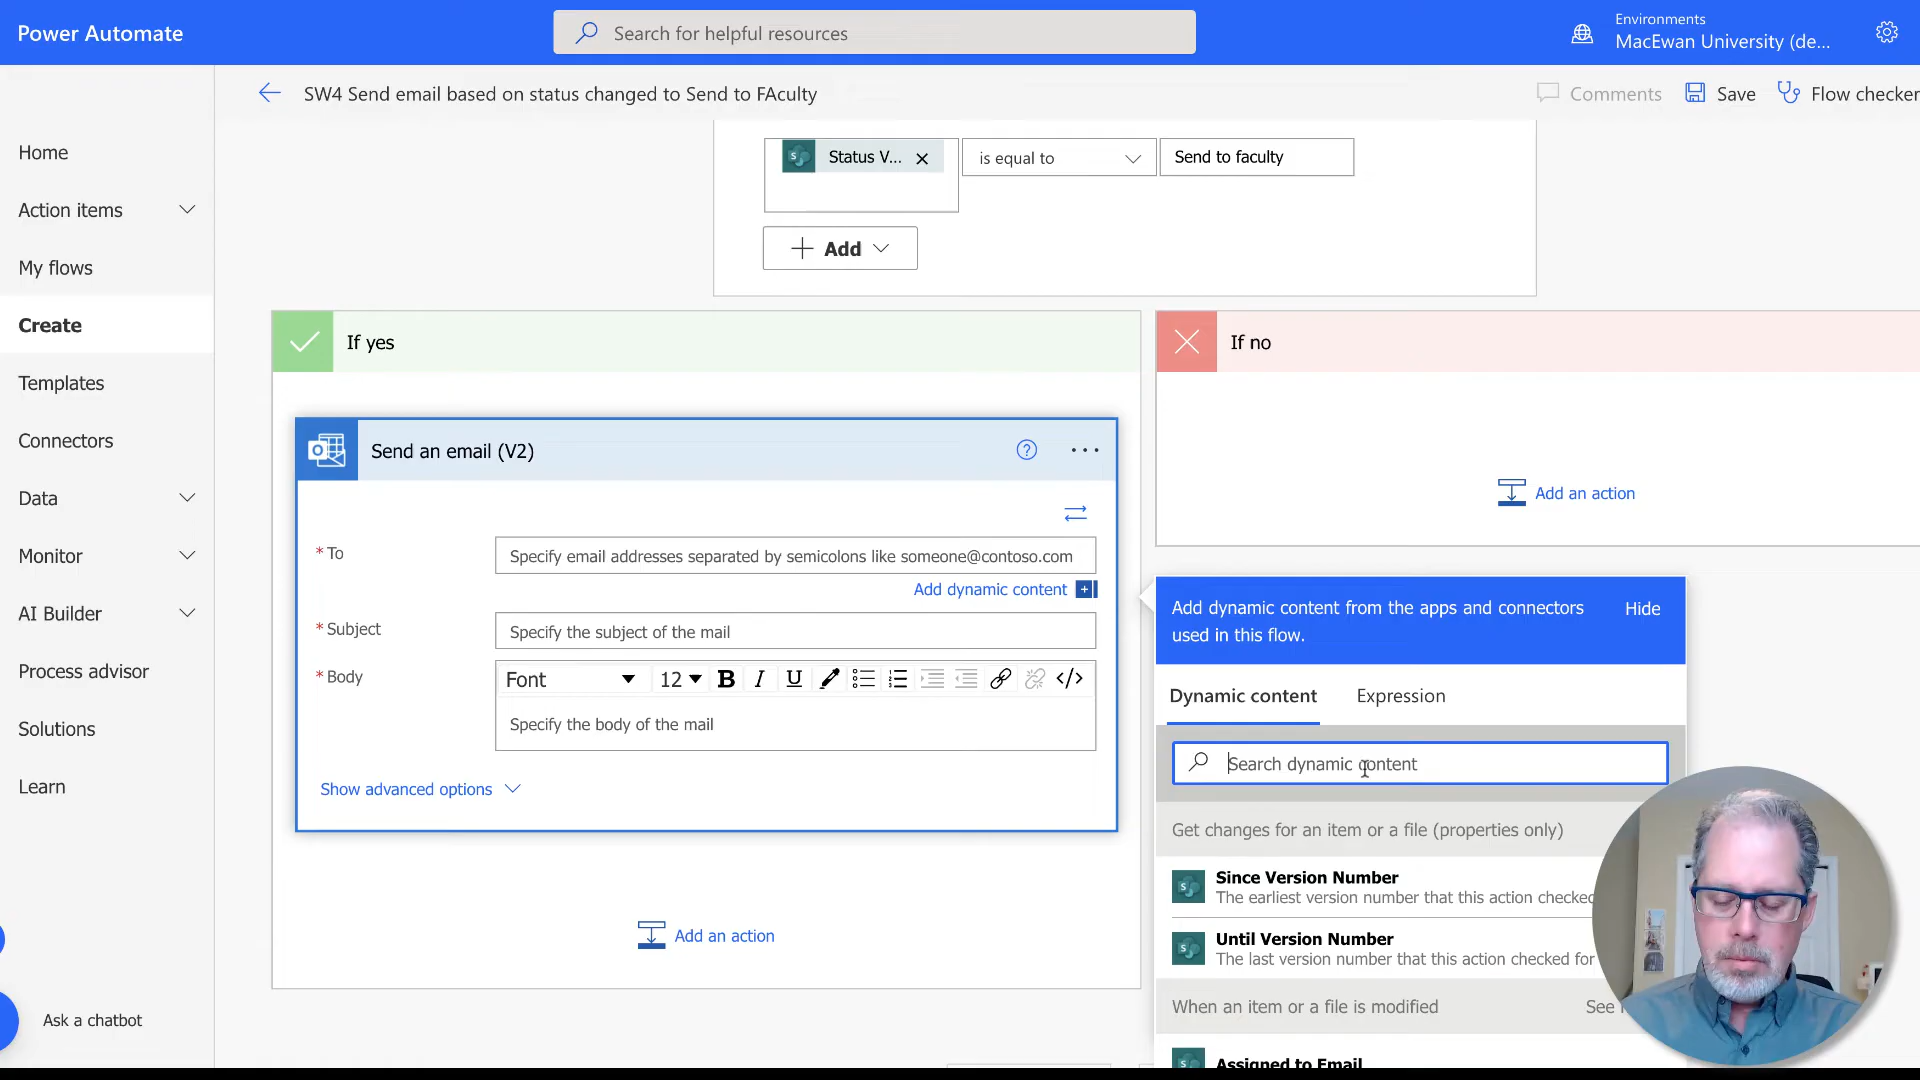 Power Automate
Search for helpful resources
Environments
MacEwan University (de...
SW4 Send email based on status changed to Send to FAculty
Comments
Save
Flow checker
Home
Action items
My flows
Create
Templates
Connectors
Data
Monitor
AI Builder
Process advisor
Solutions
Learn
Ask a chatbot
Status V...
is equal to
Send to faculty
Add
If yes
If no
Send an email (V2)
* To
Specify email addresses separated by semicolons like someone@contoso.com
Add dynamic content
* Subject
Specify the subject of the mail
* Body
Font
12
B I U
Specify the body of the mail
Show advanced options
Add an action
Add an action
Add dynamic content from the apps and connectors
used in this flow.
Hide
Dynamic content
Expression
Search dynamic content
Get changes for an item or a file (properties only)
Since Version Number
The earliest version number that this action checked
Until Version Number
The last version number that this action checked for
When an item or a file is modified
See
Assigned to Email